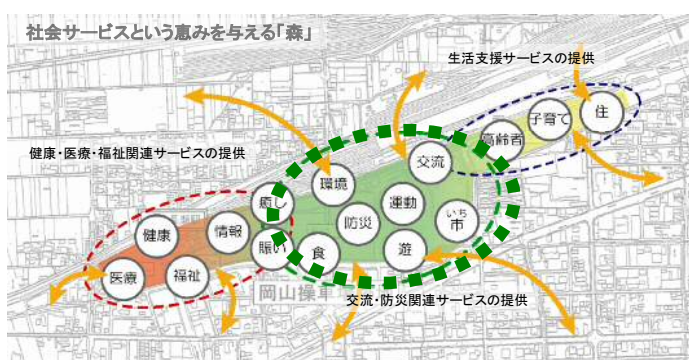 社会サービスという恵みを与える「森」
生活支援サービスの提供
住
子育て
高齢者
健康・医療・福祉関連サービスの提供
交流
環境
癒し
運動
いち
市
防災
健康
情報
賑い
食
遊
医療
福祉
岡山操車
交流・防災関連サービスの提供